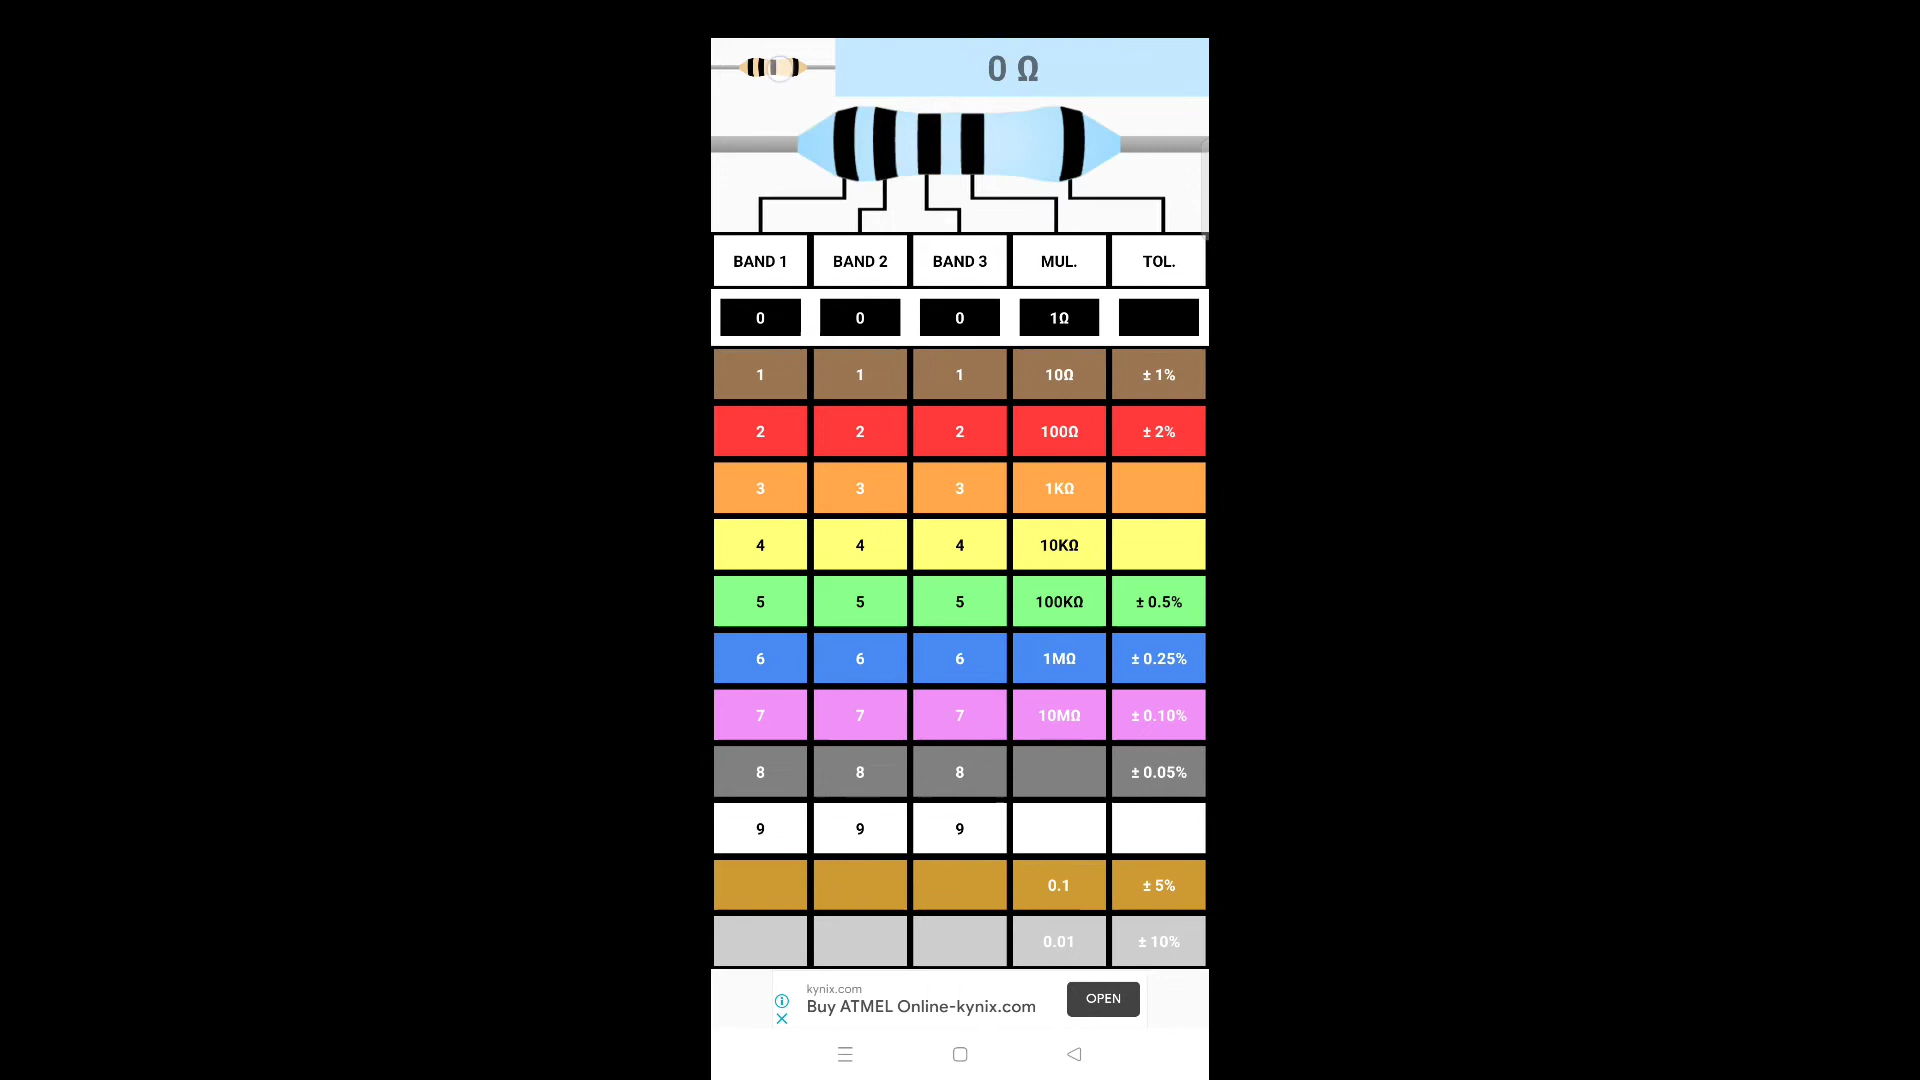 0 Ω
BAND 1 BAND 2 BAND 3 MUL. TOL.
0 0 0 1Ω
1 1 1 10Ω ± 1%
2 2 2 100Ω ± 2%
3 3 3 1KΩ
4 4 4 10KΩ
5 5 5 100KΩ ± 0.5%
6 6 6 1MΩ ± 0.25%
7 7 7 10MΩ ± 0.10%
8 8 8 ± 0.05%
9 9 9
0.1 ± 5%
0.01 ± 10%
kynix.com
Buy ATMEL Online-kynix.com
OPEN